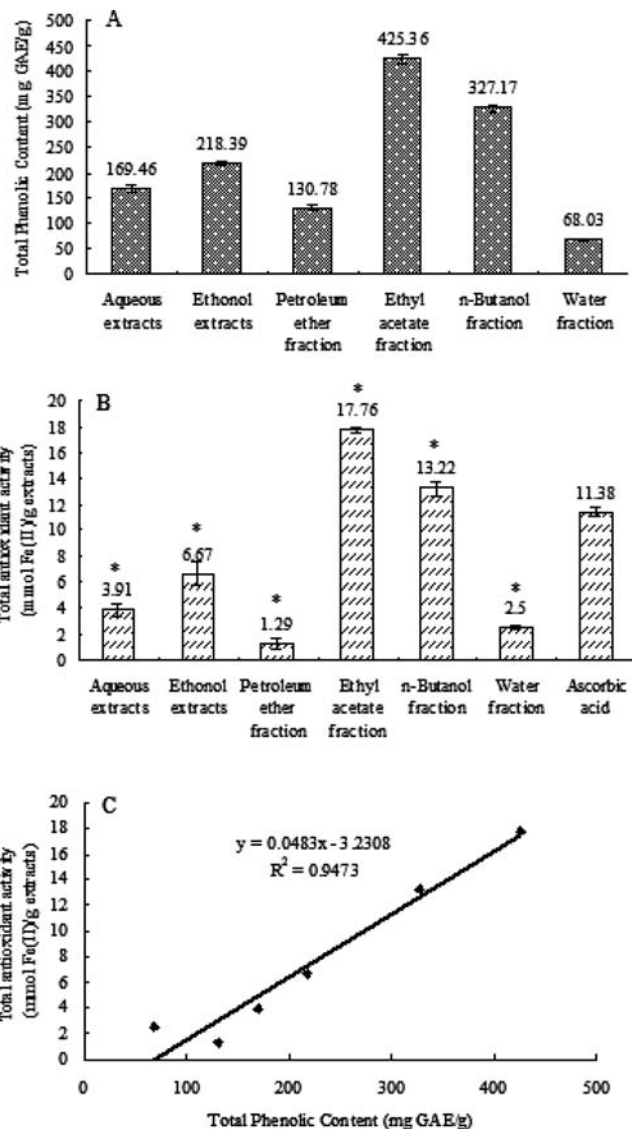 A
Total Phenolic Content (mg GAE/g)
500
450
400
350
300
250
200
150
100
50
0
169.46
218.39
130.78
425.36
327.17
68.03
Aqueous extracts
Ethonol extracts
Petroleum ether fraction
Ethyl acetate fraction
n-Butanol fraction
Water fraction
B
Total antioxidant activity
(mmol Fe(II)/g extracts)
20
18
16
14
12
10
8
6
4
2
0
*
3.91
*
6.67
*
1.29
*
17.76
*
13.22
*
2.5
11.38
Aqueous extracts
Ethonol extracts
Petroleum ether fraction
Ethyl acetate fraction
n-Butanol fraction
Water fraction
Ascorbic acid
C
Total antioxidant activity
(mmol Fe(II)/g extracts)
20
18
16
14
12
10
8
6
4
2
0
y = 0.0483x - 3.2308
R² = 0.9473
0
100
200
300
400
500
Total Phenolic Content (mg GAE/g)